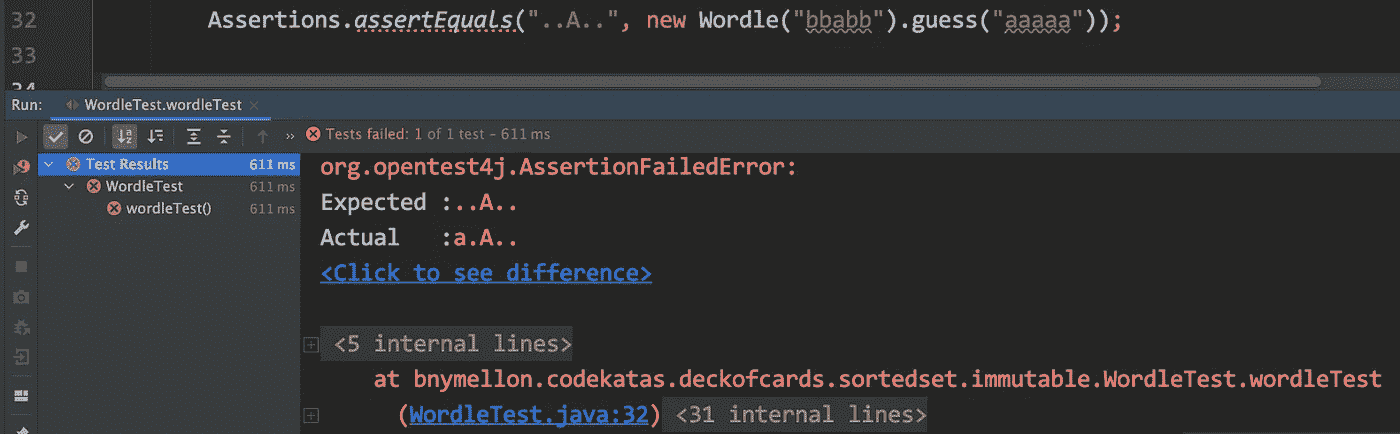 32 Assertions.assertEquals("..A..", new Wordle("bbabb").guess("aaaaa"));
33
34
Run: WordleTest.wordleTest ×
» Tests failed: 1 of 1 test – 611 ms
Test Results 611 ms
WordleTest 611 ms
wordleTest() 611 ms
org.opentest4j.AssertionFailedError:
Expected :..A..
Actual :a.A..
<Click to see difference>
<5 internal lines>
at bnymellon.codekatas.deckofcards.sortedset.immutable.WordleTest.wordleTest
(WordleTest.java:32) <31 internal lines>